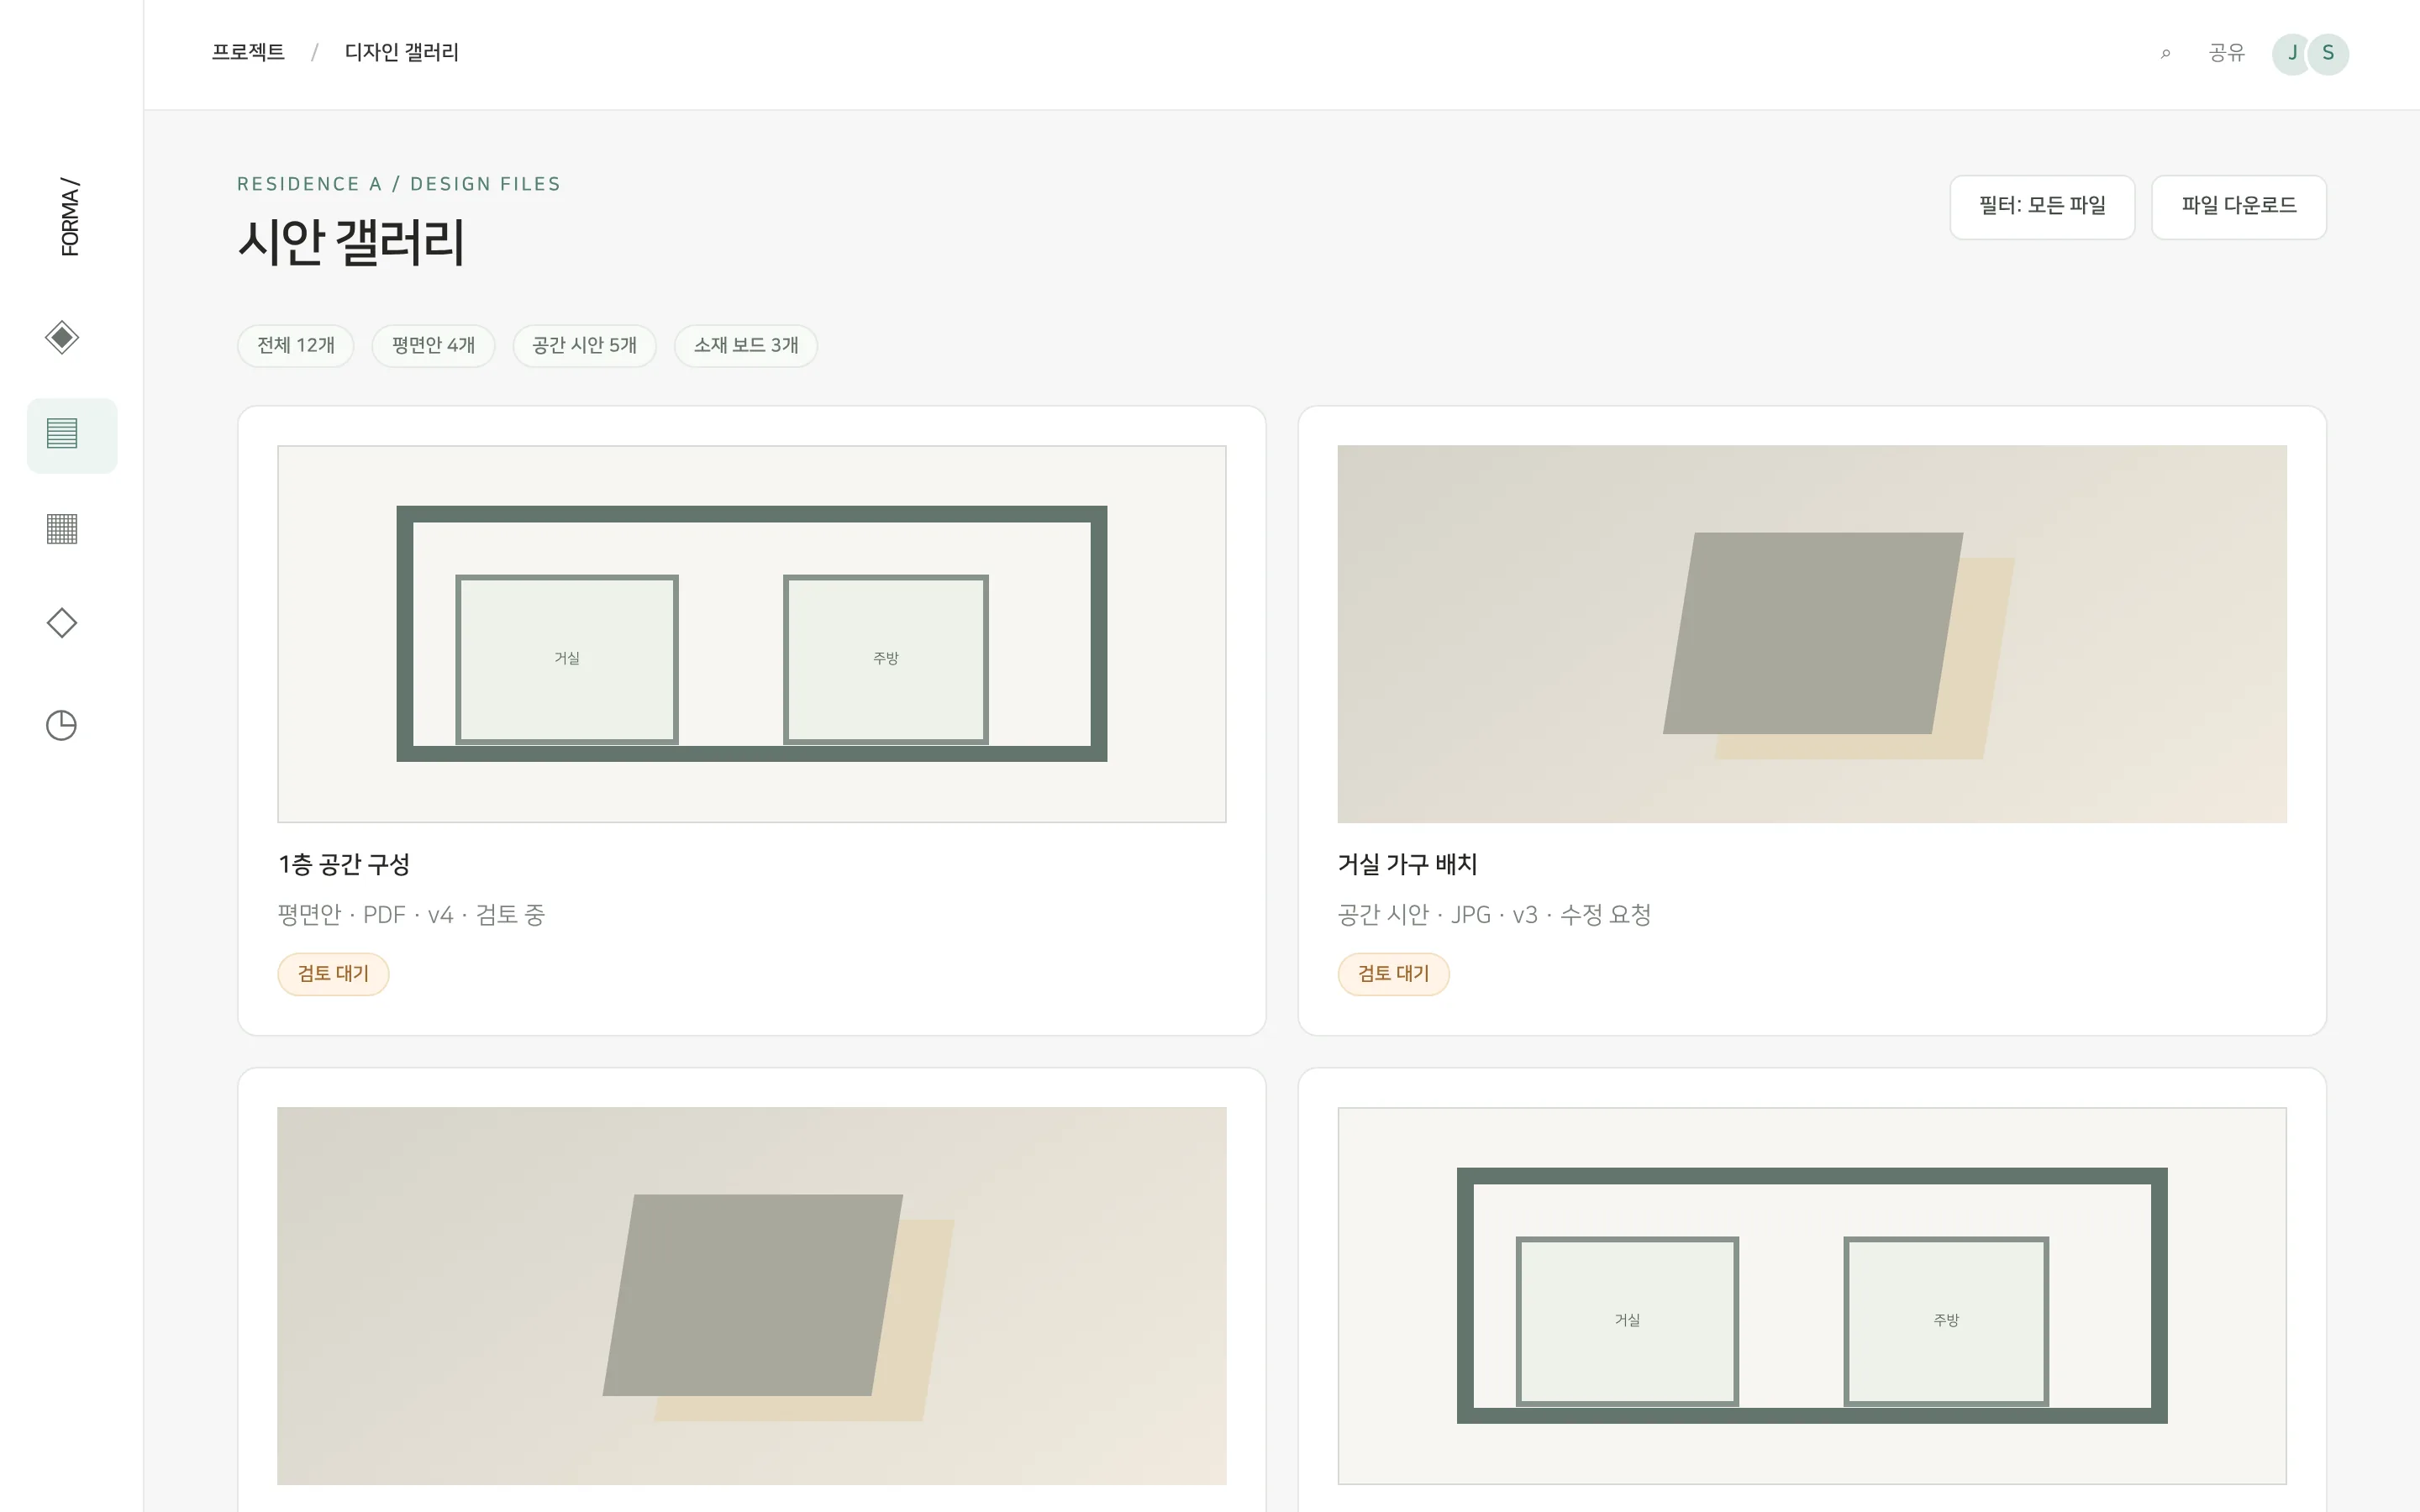 프로젝트 / 디자인 갤러리
공유
J
S
FORMA /
RESIDENCE A / DESIGN FILES
시안 갤러리
필터: 모든 파일
파일 다운로드
전체 12개
평면안 4개
공간 시안 5개
소재 보드 3개
거실
주방
1층 공간 구성
평면안 · PDF · v4 · 검토 중
검토 대기
거실 가구 배치
공간 시안 · JPG · v3 · 수정 요청
검토 대기
거실
주방